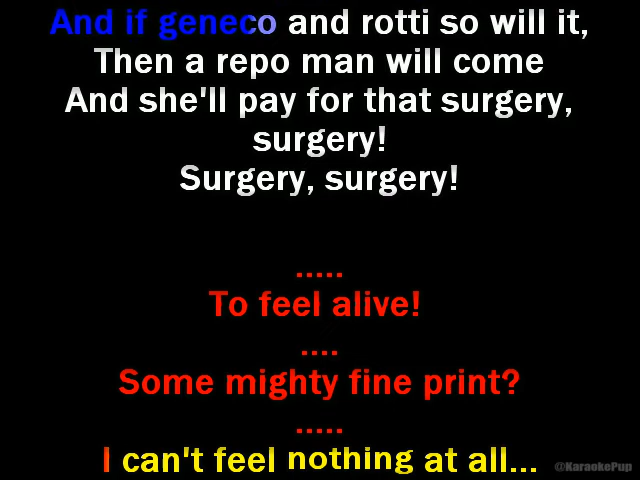 And if geneco and rotti so will it,
Then a repo man will come
And she'll pay for that surgery,
surgery!
Surgery, surgery!
.....
To feel alive!
....
Some mighty fine print?
.....
I can't feel nothing at all...
@KaraokePup